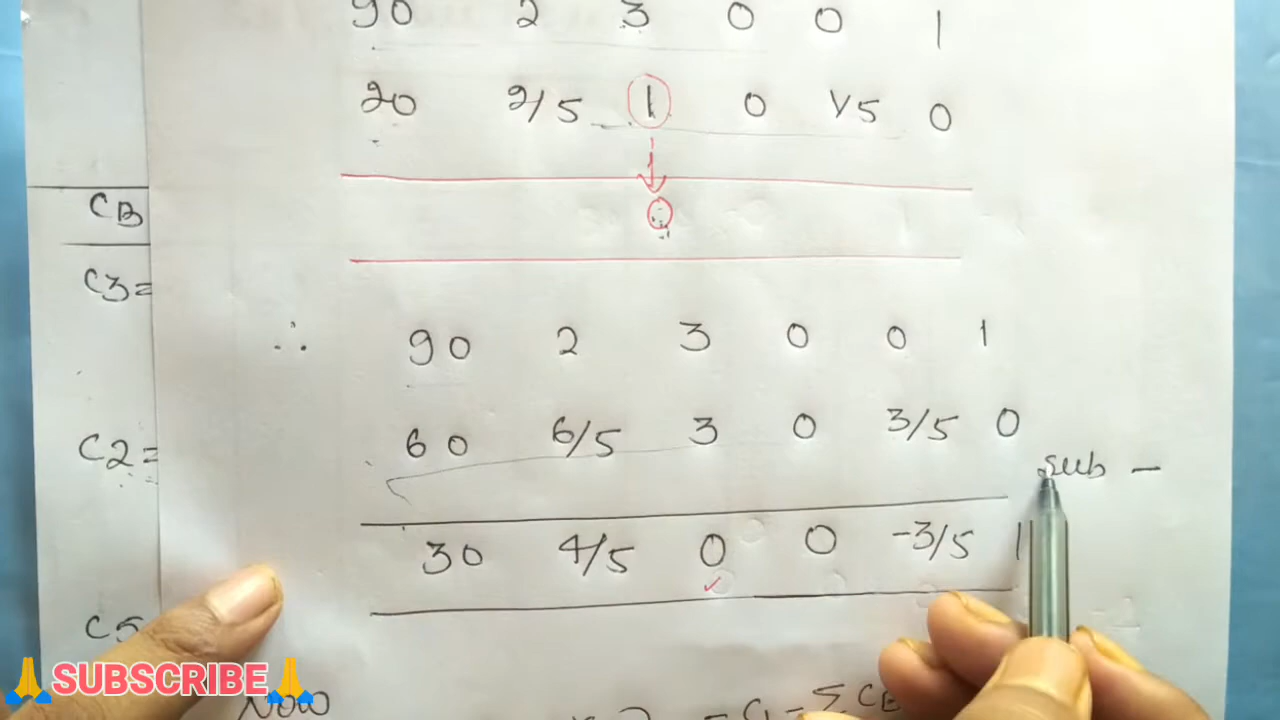 90 2 3 0 0 1
20 2/5 1 0 1/5 0
CB
0
C3=
∴ 90 2 3 0 0 1
C2= 60 6/5 3 0 3/5 0
sub -
30 4/5 0 0 -3/5 1
✓
C5
SUBSCRIBE
Now